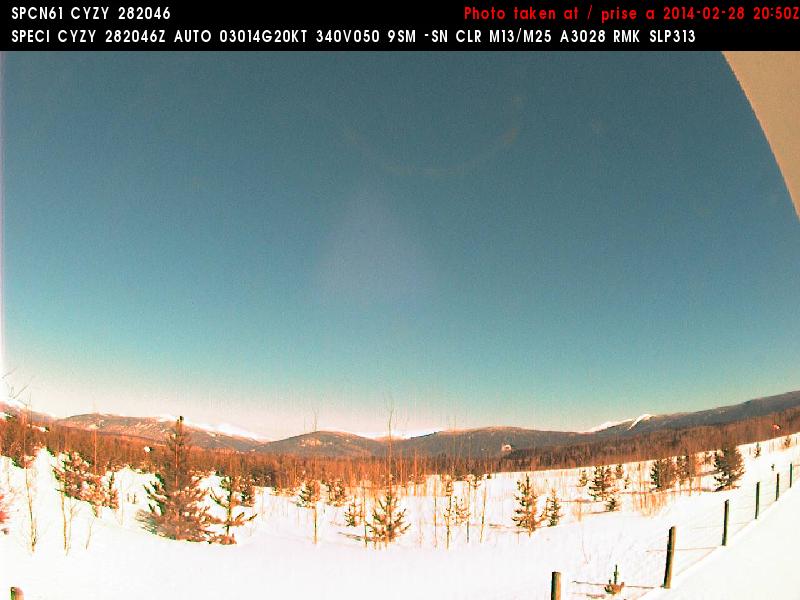 SPCN61 CYZY 282046
Photo taken at / prise a 2014-02-28 20:50Z
SPECI CYZY 282046Z AUTO 03014G20KT 340V050 9SM -SN CLR M13/M25 A3028 RMK SLP313